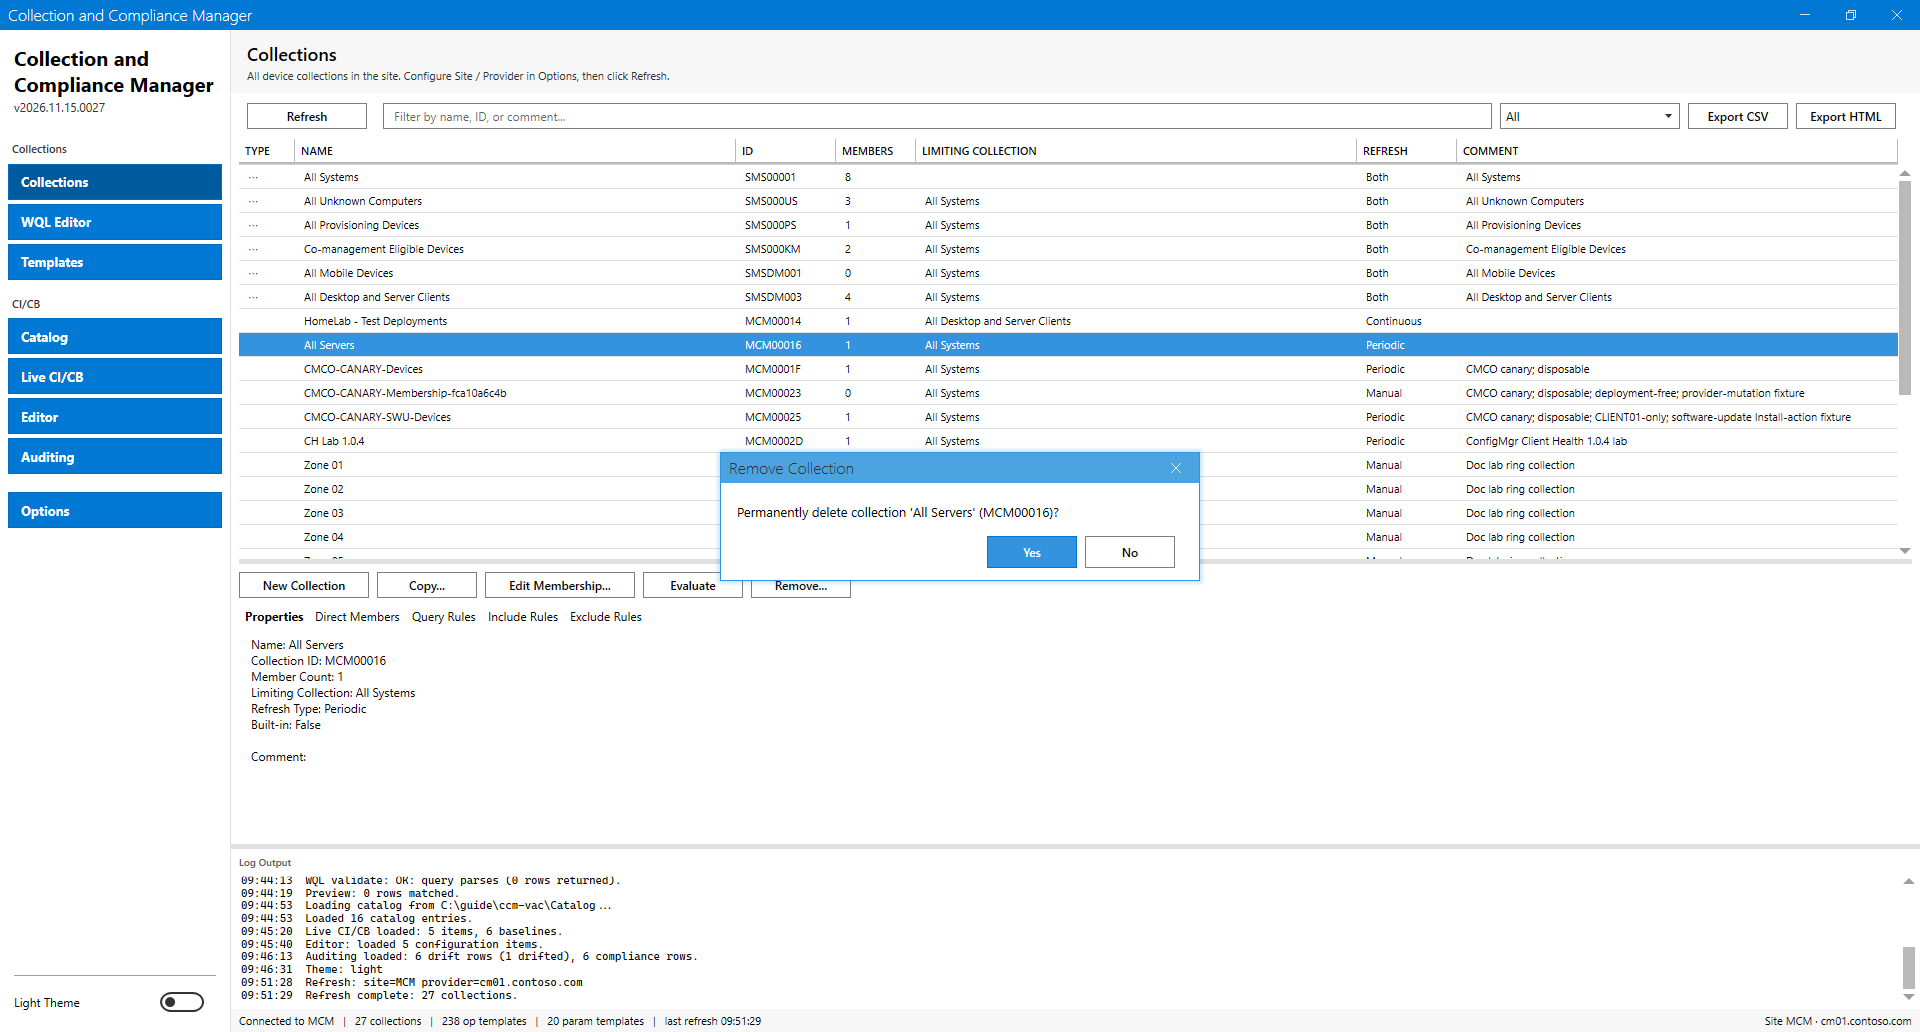 Collection and Compliance Manager
Collection and
Compliance Manager
v2026.11.15.0027
Collections
Collections
WQL Editor
Templates
CI/CB
Catalog
Live CI/CB
Editor
Auditing
Options
Light Theme
Collections
All device collections in the site. Configure Site / Provider in Options, then click Refresh.
Refresh
Filter by name, ID, or comment...
All
Export CSV
Export HTML
TYPE NAME ID MEMBERS LIMITING COLLECTION REFRESH COMMENT
... All Systems SMS00001 8 Both All Systems
... All Unknown Computers SMS000US 3 All Systems Both All Unknown Computers
... All Provisioning Devices SMS000PS 1 All Systems Both All Provisioning Devices
... Co-management Eligible Devices SMS000KM 2 All Systems Both Co-management Eligible Devices
... All Mobile Devices SMSDM001 0 All Systems Both All Mobile Devices
... All Desktop and Server Clients SMSDM003 4 All Systems Both All Desktop and Server Clients
HomeLab - Test Deployments MCM00014 1 All Desktop and Server Clients Continuous
All Servers MCM00016 1 All Systems Periodic
CMCO-CANARY-Devices MCM0001F 1 All Systems Periodic CMCO canary; disposable
CMCO-CANARY-Membership-fca10a6c4b MCM00023 0 All Systems Manual CMCO canary; disposable; deployment-free; provider-mutation fixture
CMCO-CANARY-SWU-Devices MCM00025 1 All Systems Periodic CMCO canary; disposable; CLIENT01-only; software-update Install-action fixture
CH Lab 1.0.4 MCM0002D 1 All Systems Periodic ConfigMgr Client Health 1.0.4 lab
Zone 01 Manual Doc lab ring collection
Zone 02 Manual Doc lab ring collection
Zone 03 Manual Doc lab ring collection
Zone 04 Manual Doc lab ring collection
Remove Collection
Permanently delete collection 'All Servers' (MCM00016)?
Yes
No
New Collection
Copy...
Edit Membership...
Evaluate
Remove...
Properties Direct Members Query Rules Include Rules Exclude Rules
Name: All Servers
Collection ID: MCM00016
Member Count: 1
Limiting Collection: All Systems
Refresh Type: Periodic
Built-in: False
Comment:
Log Output
09:44:13 WQL validate: OK: query parses (0 rows returned).
09:44:19 Preview: 0 rows matched.
09:44:53 Loading catalog from C:\guide\ccm-vac\Catalog...
09:44:53 Loaded 16 catalog entries.
09:45:20 Live CI/CB loaded: 5 items, 6 baselines.
09:45:40 Editor: loaded 5 configuration items.
09:46:13 Auditing loaded: 6 drift rows (1 drifted), 6 compliance rows.
09:46:31 Theme: light
09:51:28 Refresh: site=MCM provider=cm01.contoso.com
09:51:29 Refresh complete: 27 collections.
Connected to MCM | 27 collections | 238 op templates | 20 param templates | last refresh 09:51:29
Site MCM · cm01.contoso.com